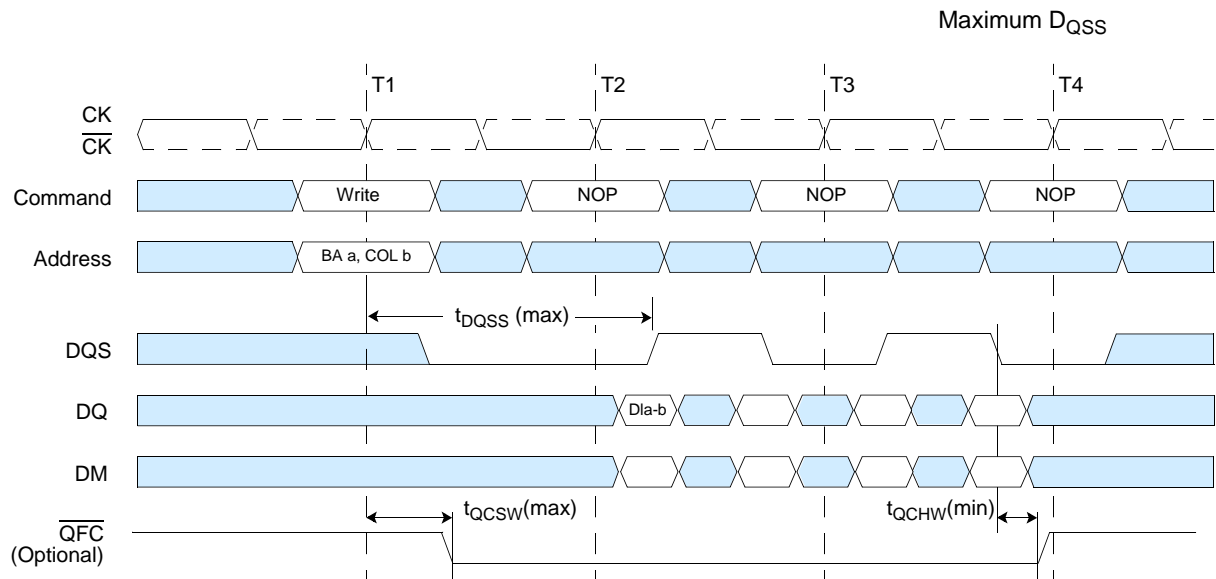 Maximum DQSS
T1 T2 T3 T4
CK
CK
Command Write NOP NOP NOP
Address BA a, COL b
tDQSS (max)
DQS
DQ DIa-b
DM
tQCSW(max) tQCHW(min)
QFC
(Optional)